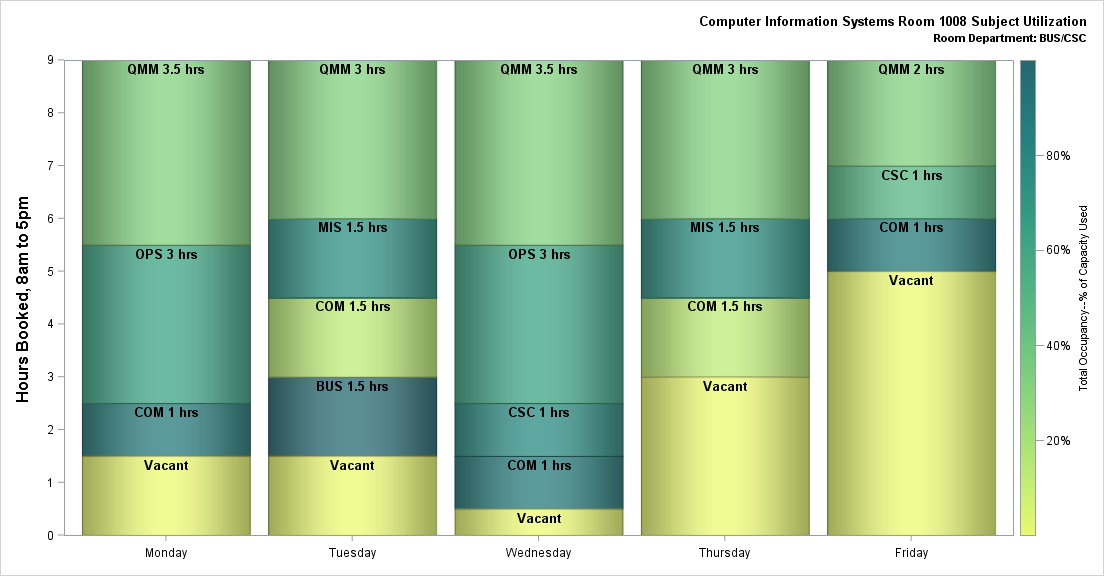 Computer Information Systems Room 1008 Subject Utilization
Room Department: BUS/CSC
Hours Booked, 8am to 5pm
9
8
7
6
5
4
3
2
1
0
QMM 3.5 hrs
OPS 3 hrs
COM 1 hrs
Vacant
QMM 3 hrs
MIS 1.5 hrs
COM 1.5 hrs
BUS 1.5 hrs
Vacant
QMM 3.5 hrs
OPS 3 hrs
CSC 1 hrs
COM 1 hrs
Vacant
QMM 3 hrs
MIS 1.5 hrs
COM 1.5 hrs
Vacant
QMM 2 hrs
CSC 1 hrs
COM 1 hrs
Vacant
Monday
Tuesday
Wednesday
Thursday
Friday
80%
60%
40%
20%
Total Occupancy--% of Capacity Used